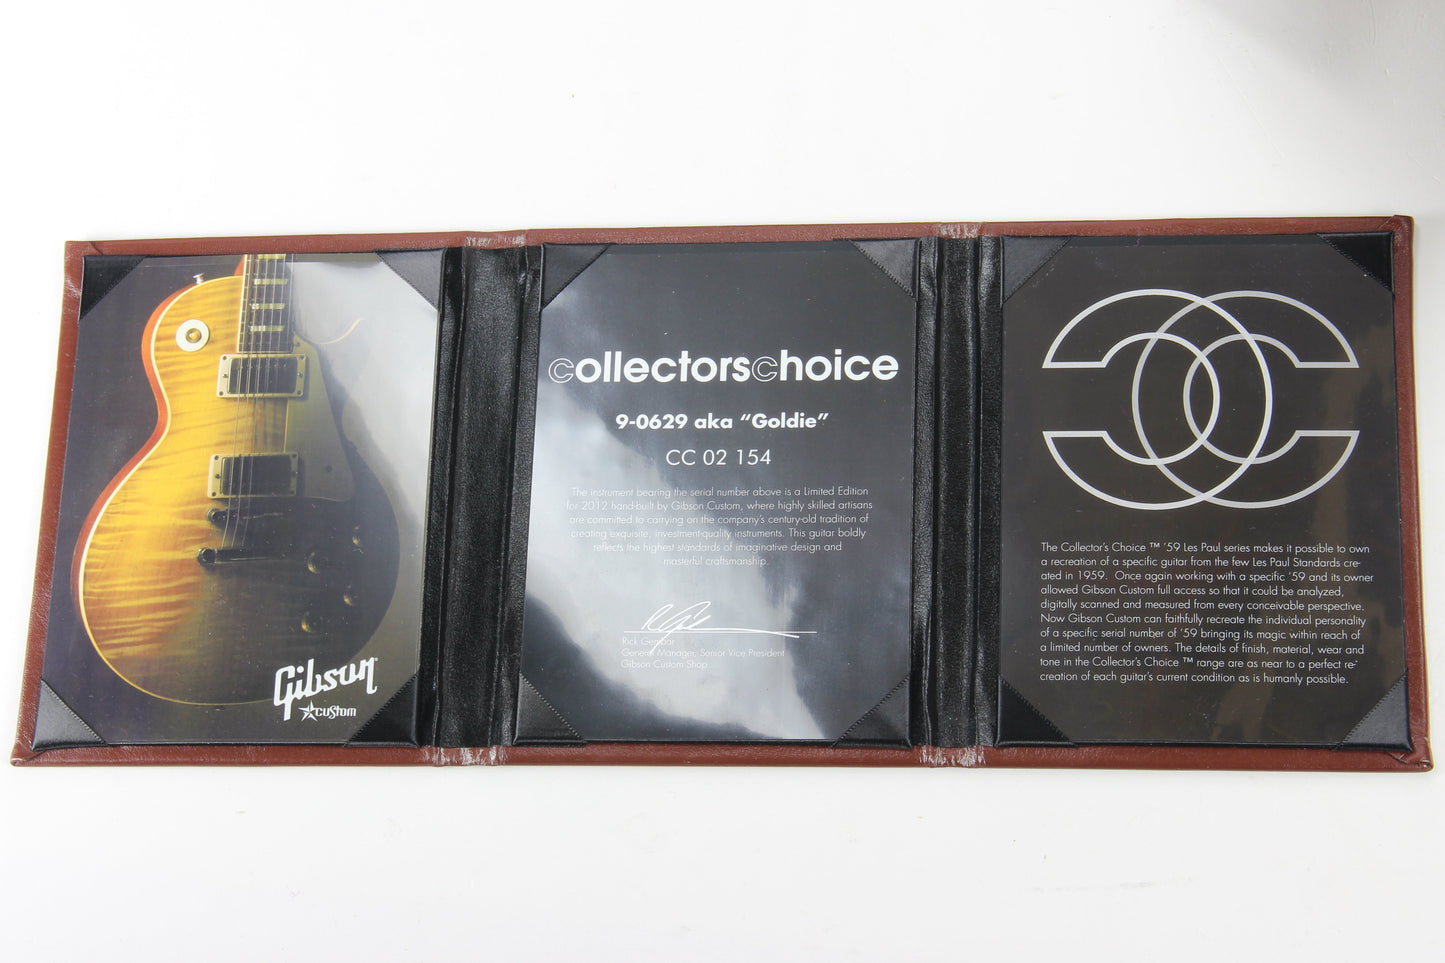 Gibson
custom
collectorschoice
9-0629 aka “Goldie”
CC 02 154
The instrument bearing the serial number above is a Limited Edition
for 2012 hand-built by Gibson Custom, where highly skilled artisans
are committed to carrying on the company's century-old tradition of
creating exquisite, investment-quality instruments. This guitar boldly
reflects the highest standards of imaginative design and
masterful craftsmanship.
Rick Gembar
General Manager, Senior Vice President
Gibson Custom Shop
The Collector's Choice ™ '59 Les Paul series makes it possible to own
a recreation of a specific guitar from the few Les Paul Standards cre-
ated in 1959. Once again working with a specific '59 and its owner
allowed Gibson Custom full access so that it could be analyzed,
digitally scanned and measured from every conceivable perspective.
Now Gibson Custom can faithfully recreate the individual personality
of a specific serial number of '59 bringing its magic within reach of
a limited number of owners. The details of finish, material, wear and
tone in the Collector's Choice ™ range are as near to a perfect re-
creation of each guitar's current condition as is humanly possible.